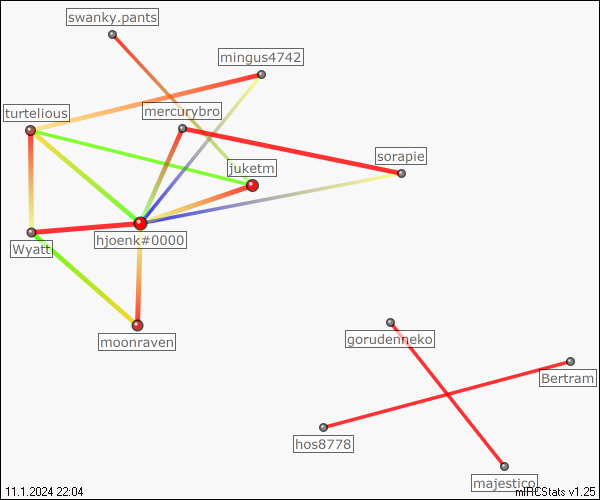 swanky.pants
mingus4742
turtelious
mercurybro
sorapie
juketm
hjoenk#0000
Wyatt
moonraven
gorudenneko
Bertram
hos8778
majestico
11.1.2024 22:04
mIRCStats v1.25